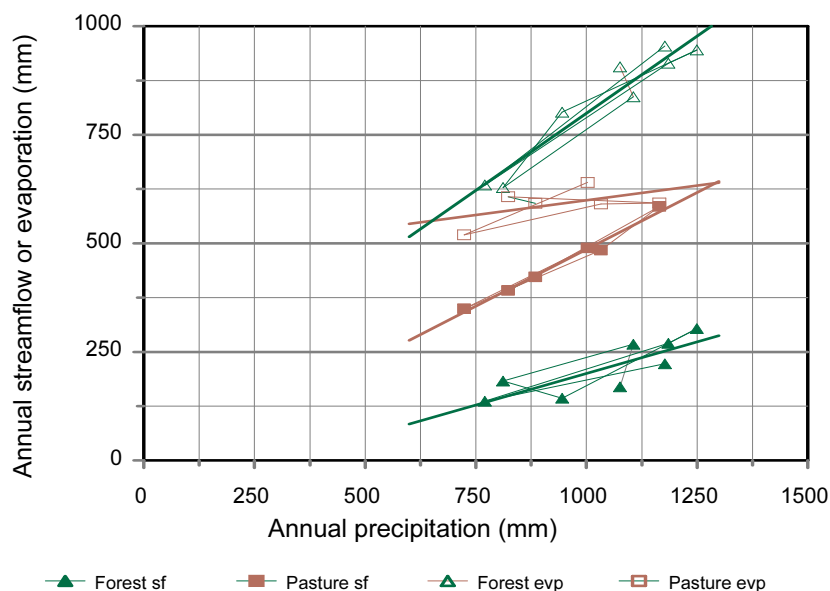 Annual streamflow or evaporation (mm)
1000
750
500
250
0
0 250 500 750 1000 1250 1500
Annual precipitation (mm)
Forest sf Pasture sf Forest evp Pasture evp